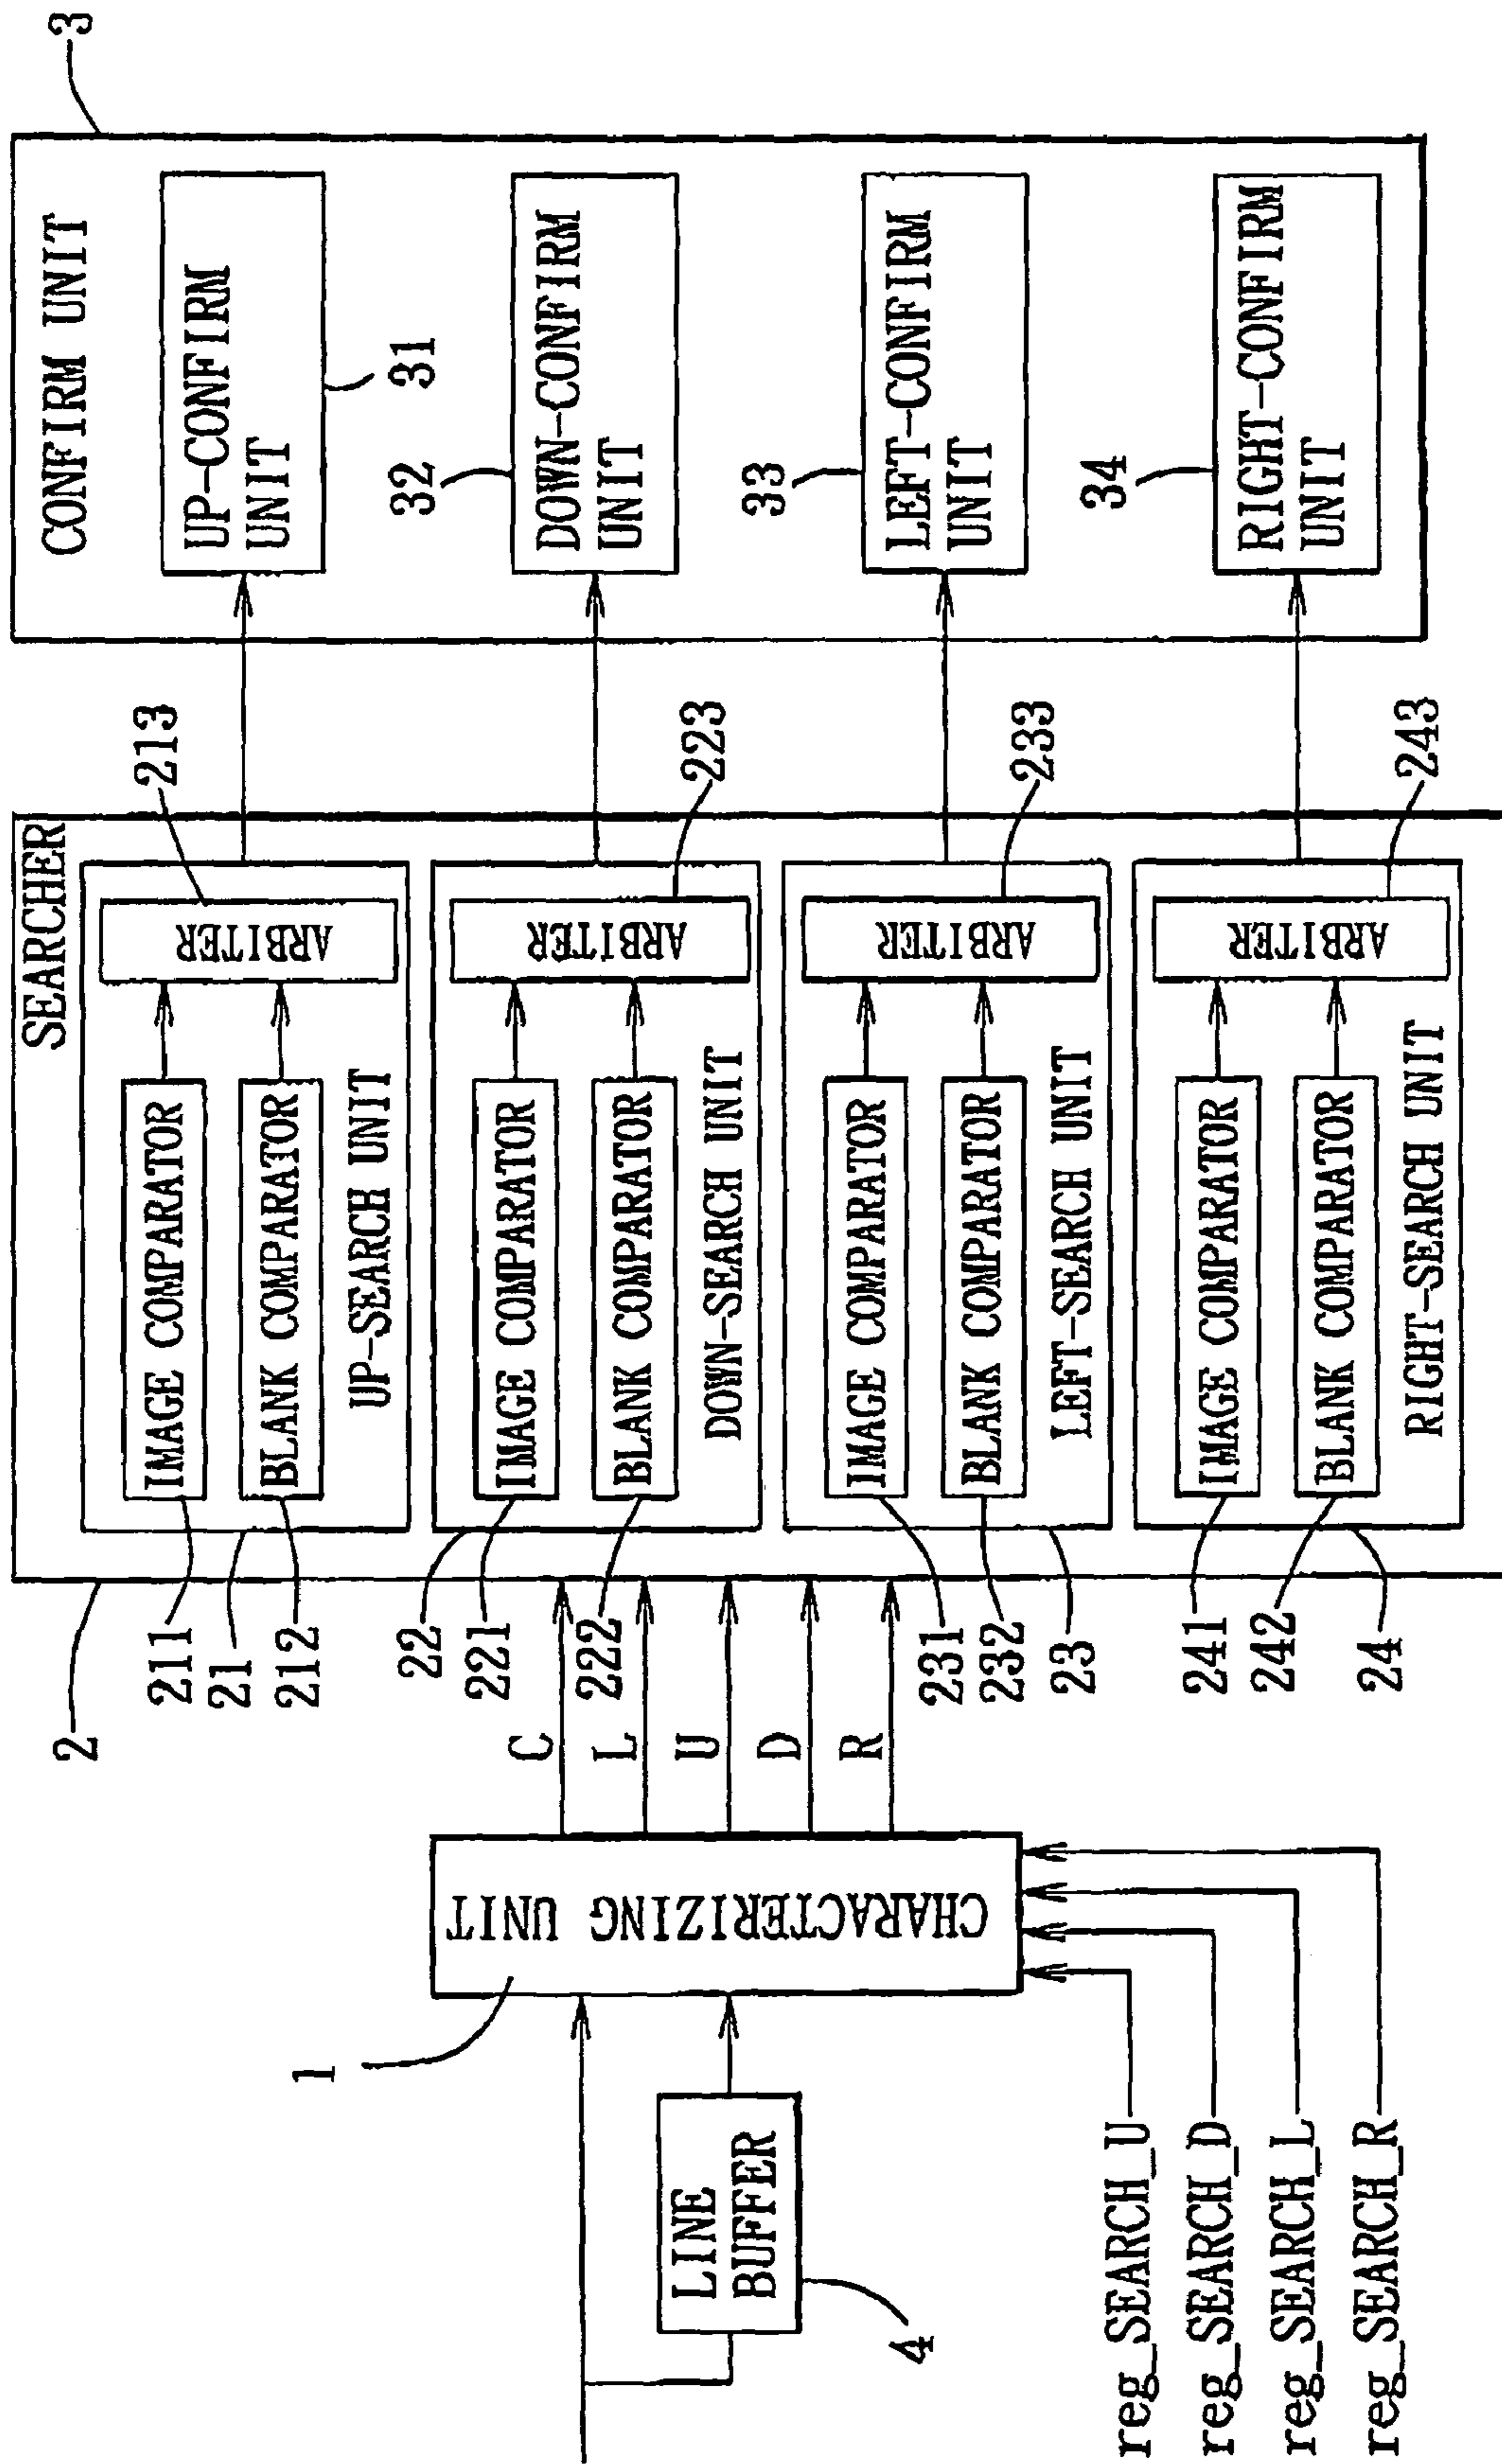 3
CONFIRM UNIT
UP-CONFIRM
UNIT
31
32
DOWN-CONFIRM
UNIT
33
LEFT-CONFIRM
UNIT
34
RIGHT-CONFIRM
UNIT
SEARCHER
213
ARBITER
IMAGE COMPARATOR
BLANK COMPARATOR
UP-SEARCH UNIT
211
21
212
223
ARBITER
IMAGE COMPARATOR
BLANK COMPARATOR
DOWN-SEARCH UNIT
22
221
222
233
ARBITER
IMAGE COMPARATOR
BLANK COMPARATOR
LEFT-SEARCH UNIT
231
232
23
243
ARBITER
IMAGE COMPARATOR
BLANK COMPARATOR
RIGHT-SEARCH UNIT
241
242
24
2
C
L
U
D
R
CHARACTERIZING UNIT
1
LINE
BUFFER
4
reg_SEARCH_U
reg_SEARCH_D
reg_SEARCH_L
reg_SEARCH_R